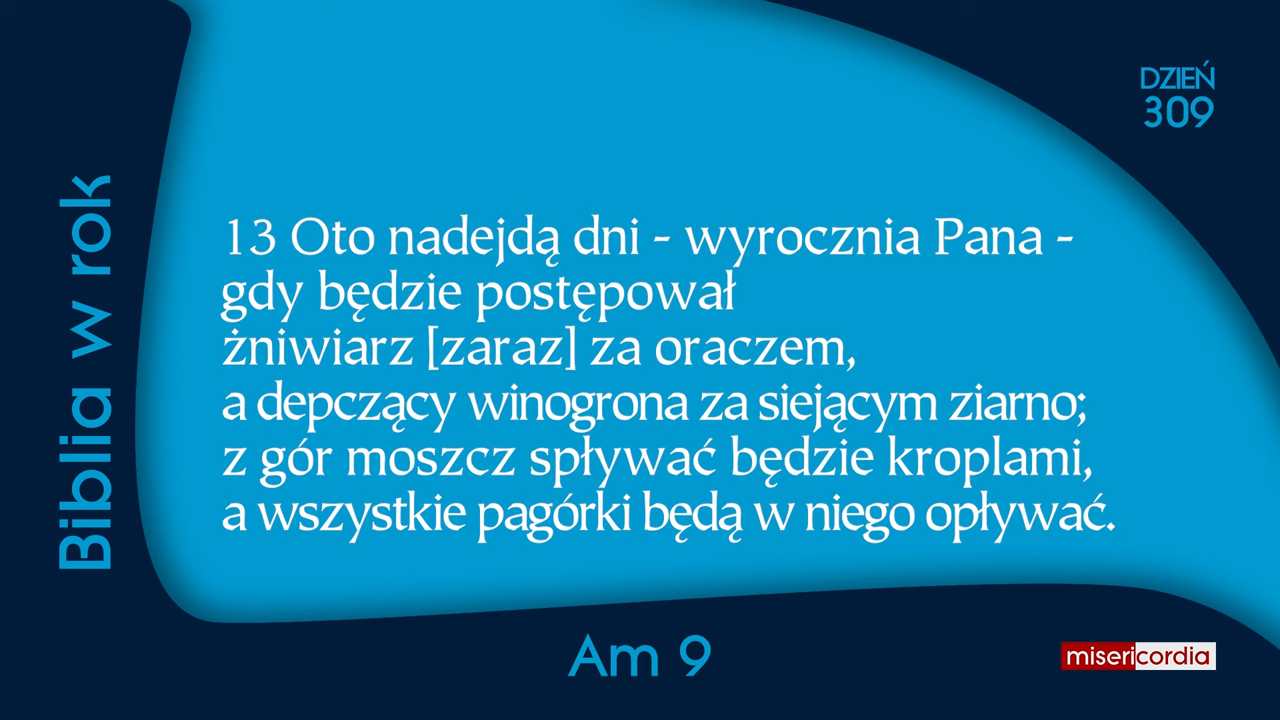 DZIEŃ
309
Biblia w rok
13 Oto nadejdą dni - wyrocznia Pana -
gdy będzie postępował
żniwiarz [zaraz] za oraczem,
a depczący winogrona za siejącym ziarno;
z gór moszcz spływać będzie kroplami,
a wszystkie pagórki będą w niego opływać.
Am 9
misericordia